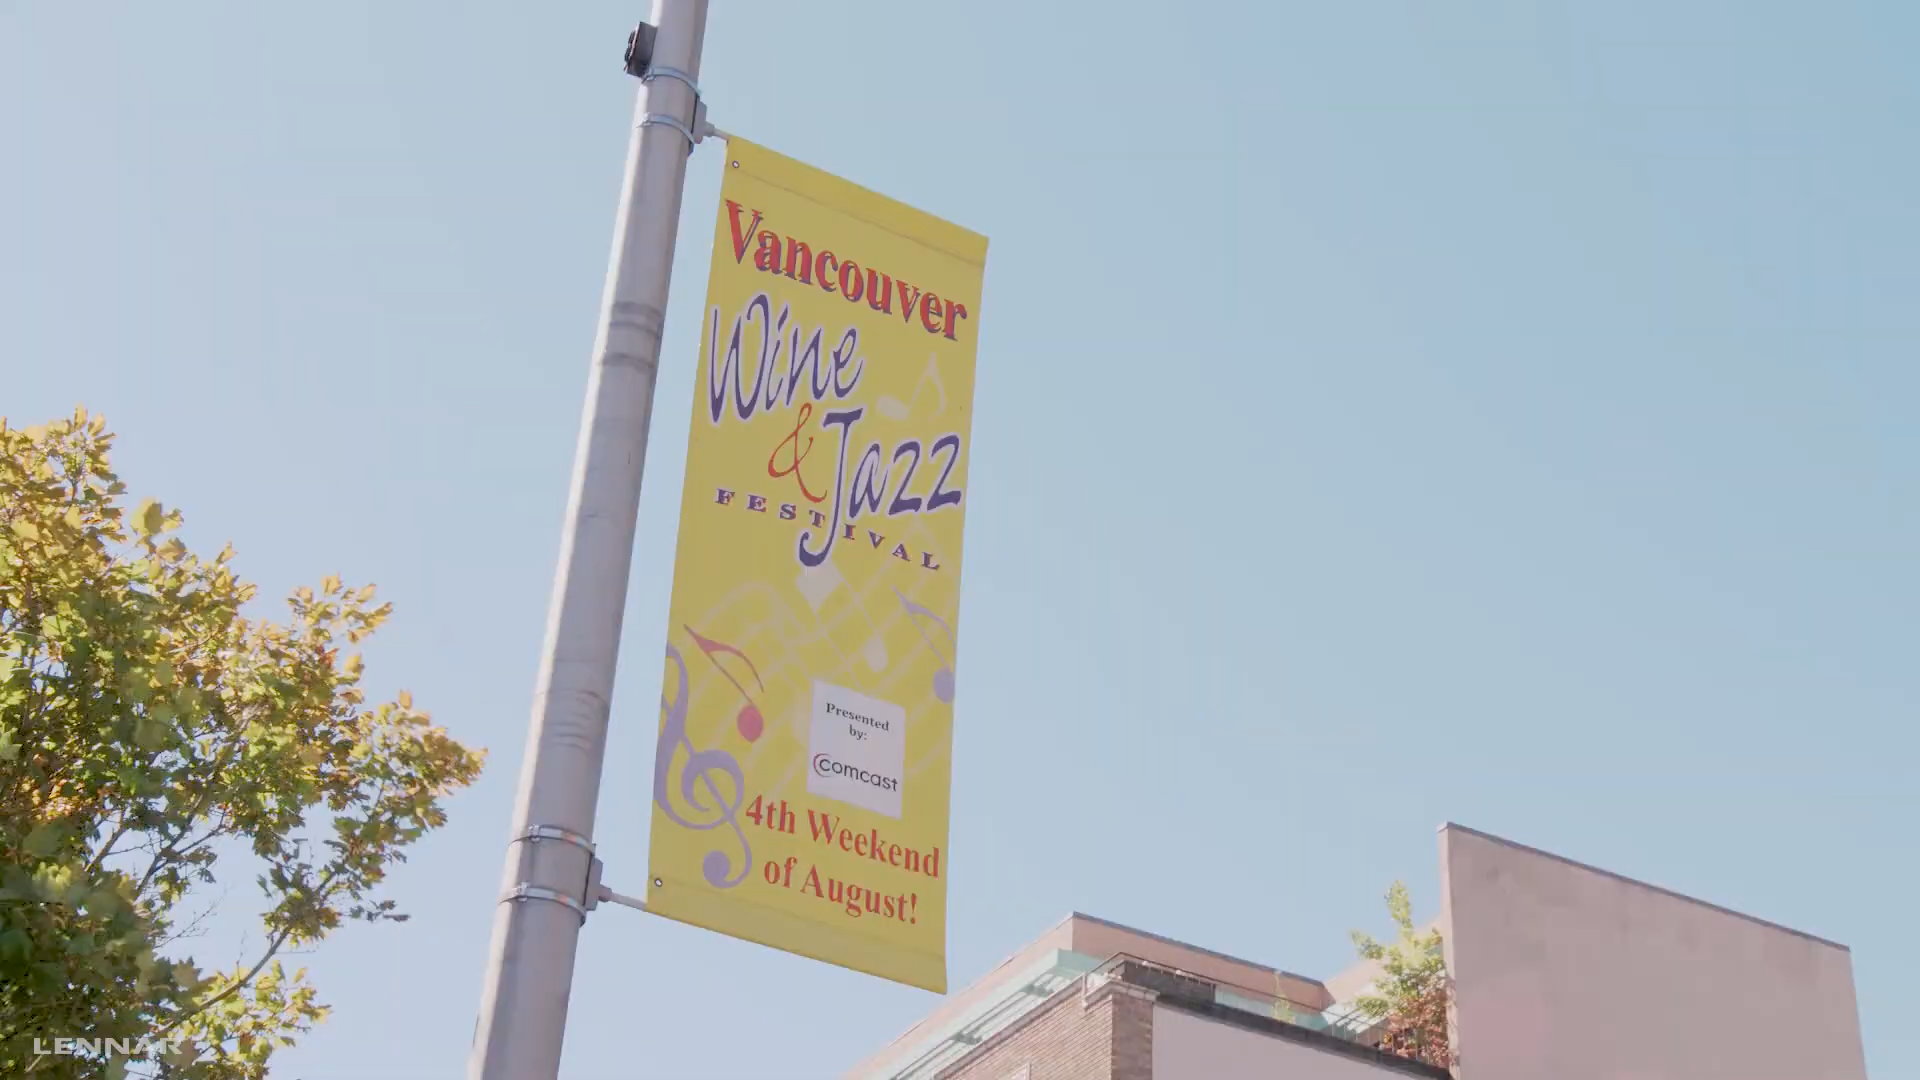 Vancouver
Wine
& Jazz
FESTIVAL
Presented
by:
comcast
4th Weekend
of August!
LENNAR